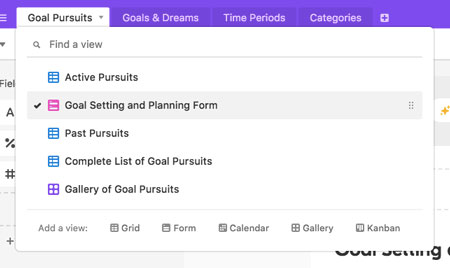 Goal Pursuits
Goals & Dreams
Time Periods
Categories
Find a view
Active Pursuits
Goal Setting and Planning Form
Past Pursuits
Complete List of Goal Pursuits
Gallery of Goal Pursuits
Add a view: Grid Form Calendar Gallery Kanban
Fiel
A
%
#
+
Goal Setting